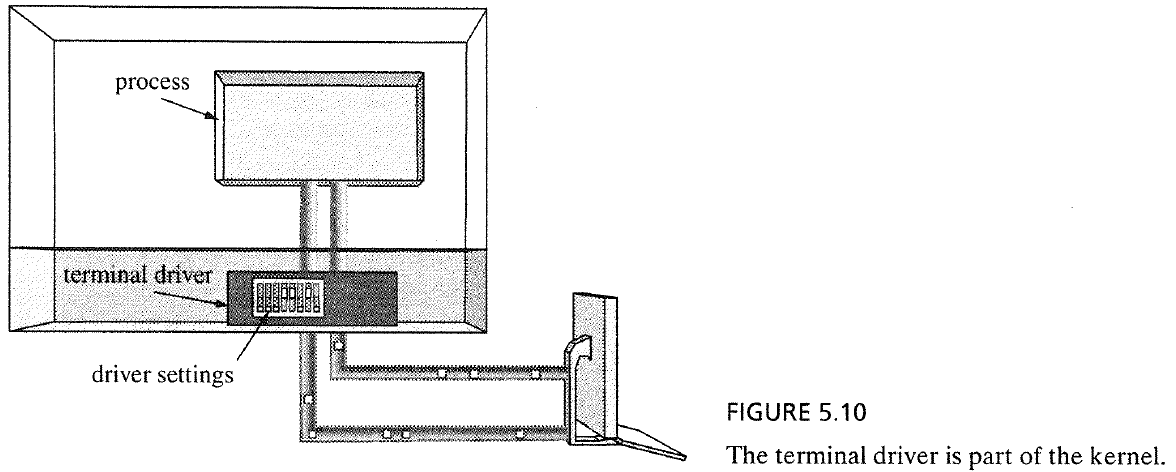 process
terminal driver
driver settings
FIGURE 5.10
The terminal driver is part of the kernel.